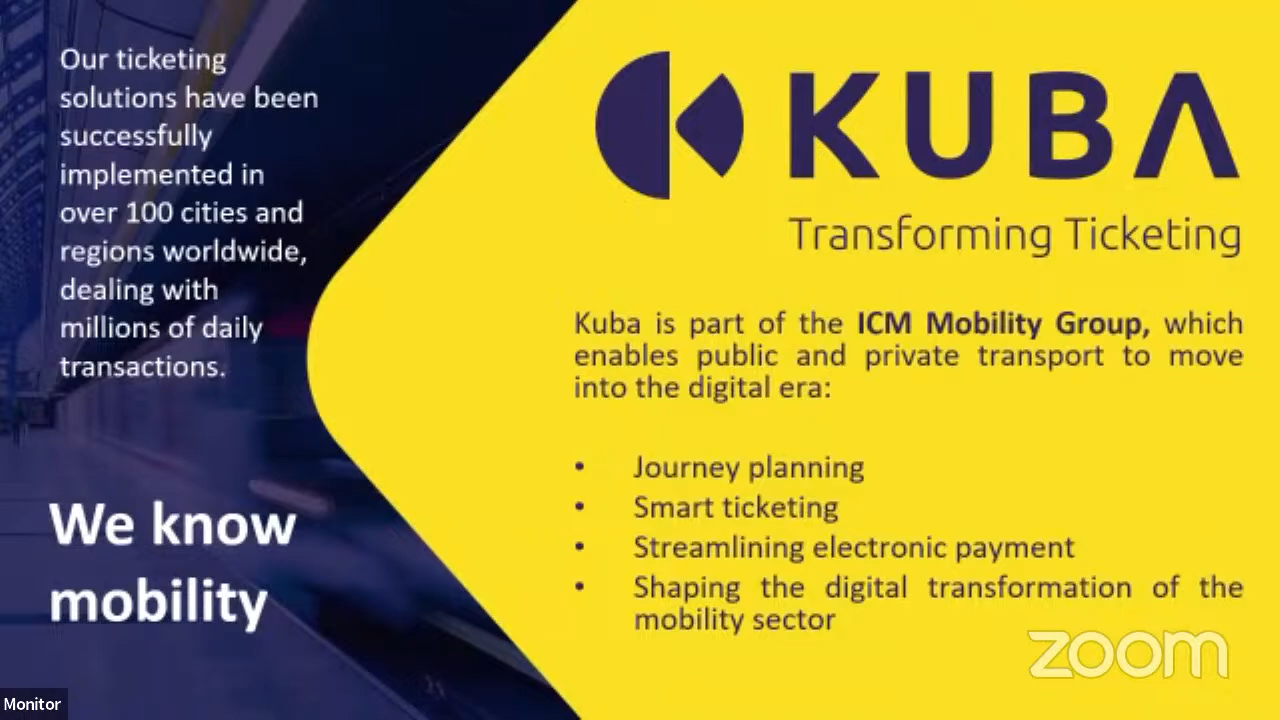 Our ticketing
solutions have been
successfully
implemented in
over 100 cities and
regions worldwide,
dealing with
millions of daily
transactions.
We know
mobility
KUBA
Transforming Ticketing
Kuba is part of the ICM Mobility Group, which
enables public and private transport to move
into the digital era:
• Journey planning
• Smart ticketing
• Streamlining electronic payment
• Shaping the digital transformation of the
mobility sector
zoom
Monitor